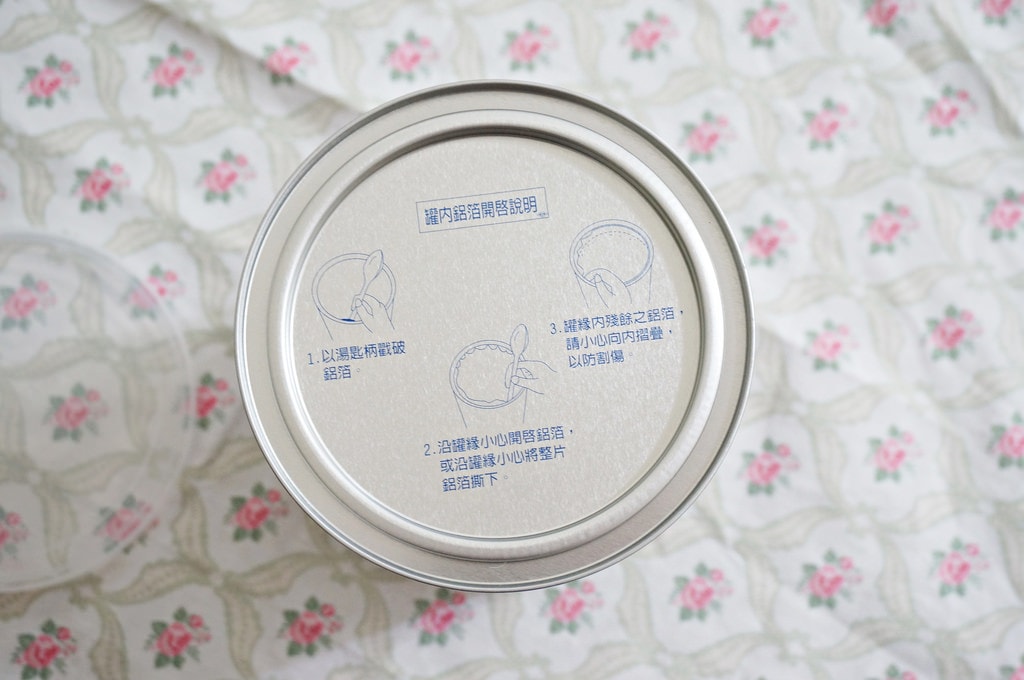 罐內鋁箔開啓說明
1.以湯匙柄戳破
鋁箔。
2.沿罐緣小心開啓鋁箔，
或沿罐緣小心將整片
鋁箔撕下。
3.罐緣內殘餘之鋁箔，
請小心向內摺疊，
以防割傷。